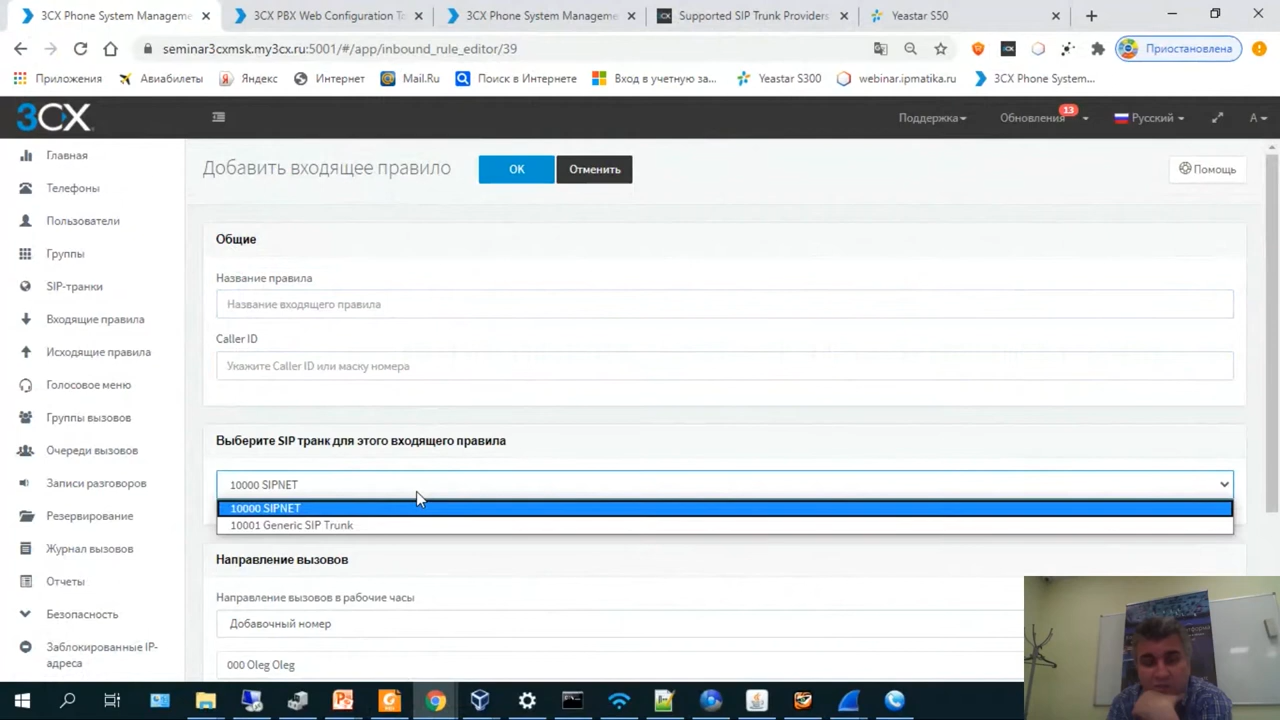 3CX Phone System Manageme
3CX PBX Web Configuration To
3CX Phone System Manageme
Supported SIP Trunk Providers
Yeastar S50
seminar3cxmsk.my3cx.ru:5001/#/app/inbound_rule_editor/39
Приостановлена
Приложения
Авиабилеты
Яндекс
Интернет
Mail.Ru
Поиск в Интернете
Вход в учетную за...
Yeastar S300
webinar.ipmatika.ru
3CX Phone System...
3CX
Поддержка
Обновления
13
Русский
A
Главная
Телефоны
Пользователи
Группы
SIP-транки
Входящие правила
Исходящие правила
Голосовое меню
Группы вызовов
Очереди вызовов
Записи разговоров
Резервирование
Журнал вызовов
Отчеты
Безопасность
Заблокированные IP-
адреса
Добавить входящее правило
OK
Отменить
Помощь
Общие
Название правила
Название входящего правила
Caller ID
Укажите Caller ID или маску номера
Выберите SIP транк для этого входящего правила
10000 SIPNET
10000 SIPNET
10001 Generic SIP Trunk
Направление вызовов
Направление вызовов в рабочие часы
Добавочный номер
000 Oleg Oleg